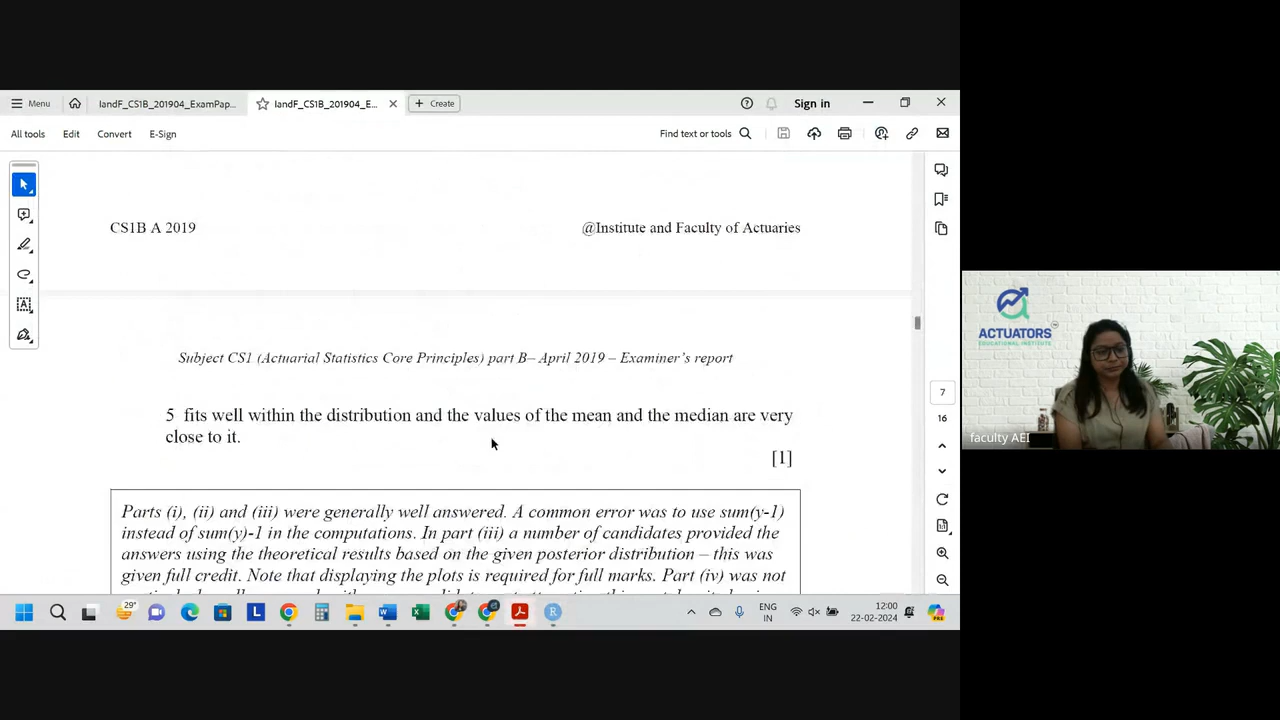 Menu
IandF_CS1B_201904_ExamPap...
IandF_CS1B_201904_E...
Create
Sign in
All tools
Edit
Convert
E-Sign
Find text or tools
CS1B A 2019
@Institute and Faculty of Actuaries
Subject CS1 (Actuarial Statistics Core Principles) part B– April 2019 – Examiner's report
5 fits well within the distribution and the values of the mean and the median are very
close to it.
[1]
Parts (i), (ii) and (iii) were generally well answered. A common error was to use sum(y-1)
instead of sum(y)-1 in the computations. In part (iii) a number of candidates provided the
answers using the theoretical results based on the given posterior distribution – this was
given full credit. Note that displaying the plots is required for full marks. Part (iv) was not
7
16
ACTUATORS
EDUCATIONAL INSTITUTE
faculty AEI
29°
ENG
IN
12:00
22-02-2024